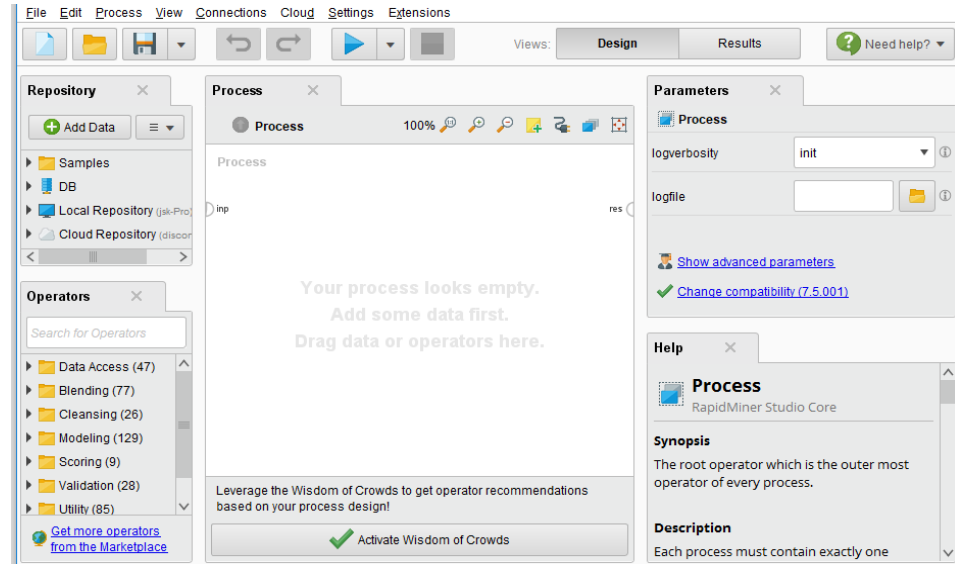 File Edit Process View Connections Cloud Settings Extensions
Views: Design Results Need help?
Repository
Add Data
Samples
DB
Local Repository (jsk-Pro
Cloud Repository (discor
Operators
Search for Operators
Data Access (47)
Blending (77)
Cleansing (26)
Modeling (129)
Scoring (9)
Validation (28)
Utility (85)
Get more operators
from the Marketplace
Process
Process 100%
Process
inp res
Your process looks empty.
Add some data first.
Drag data or operators here.
Leverage the Wisdom of Crowds to get operator recommendations
based on your process design!
Activate Wisdom of Crowds
Parameters
Process
logverbosity init
logfile
Show advanced parameters
Change compatibility (7.5.001)
Help
Process
RapidMiner Studio Core
Synopsis
The root operator which is the outer most
operator of every process.
Description
Each process must contain exactly one